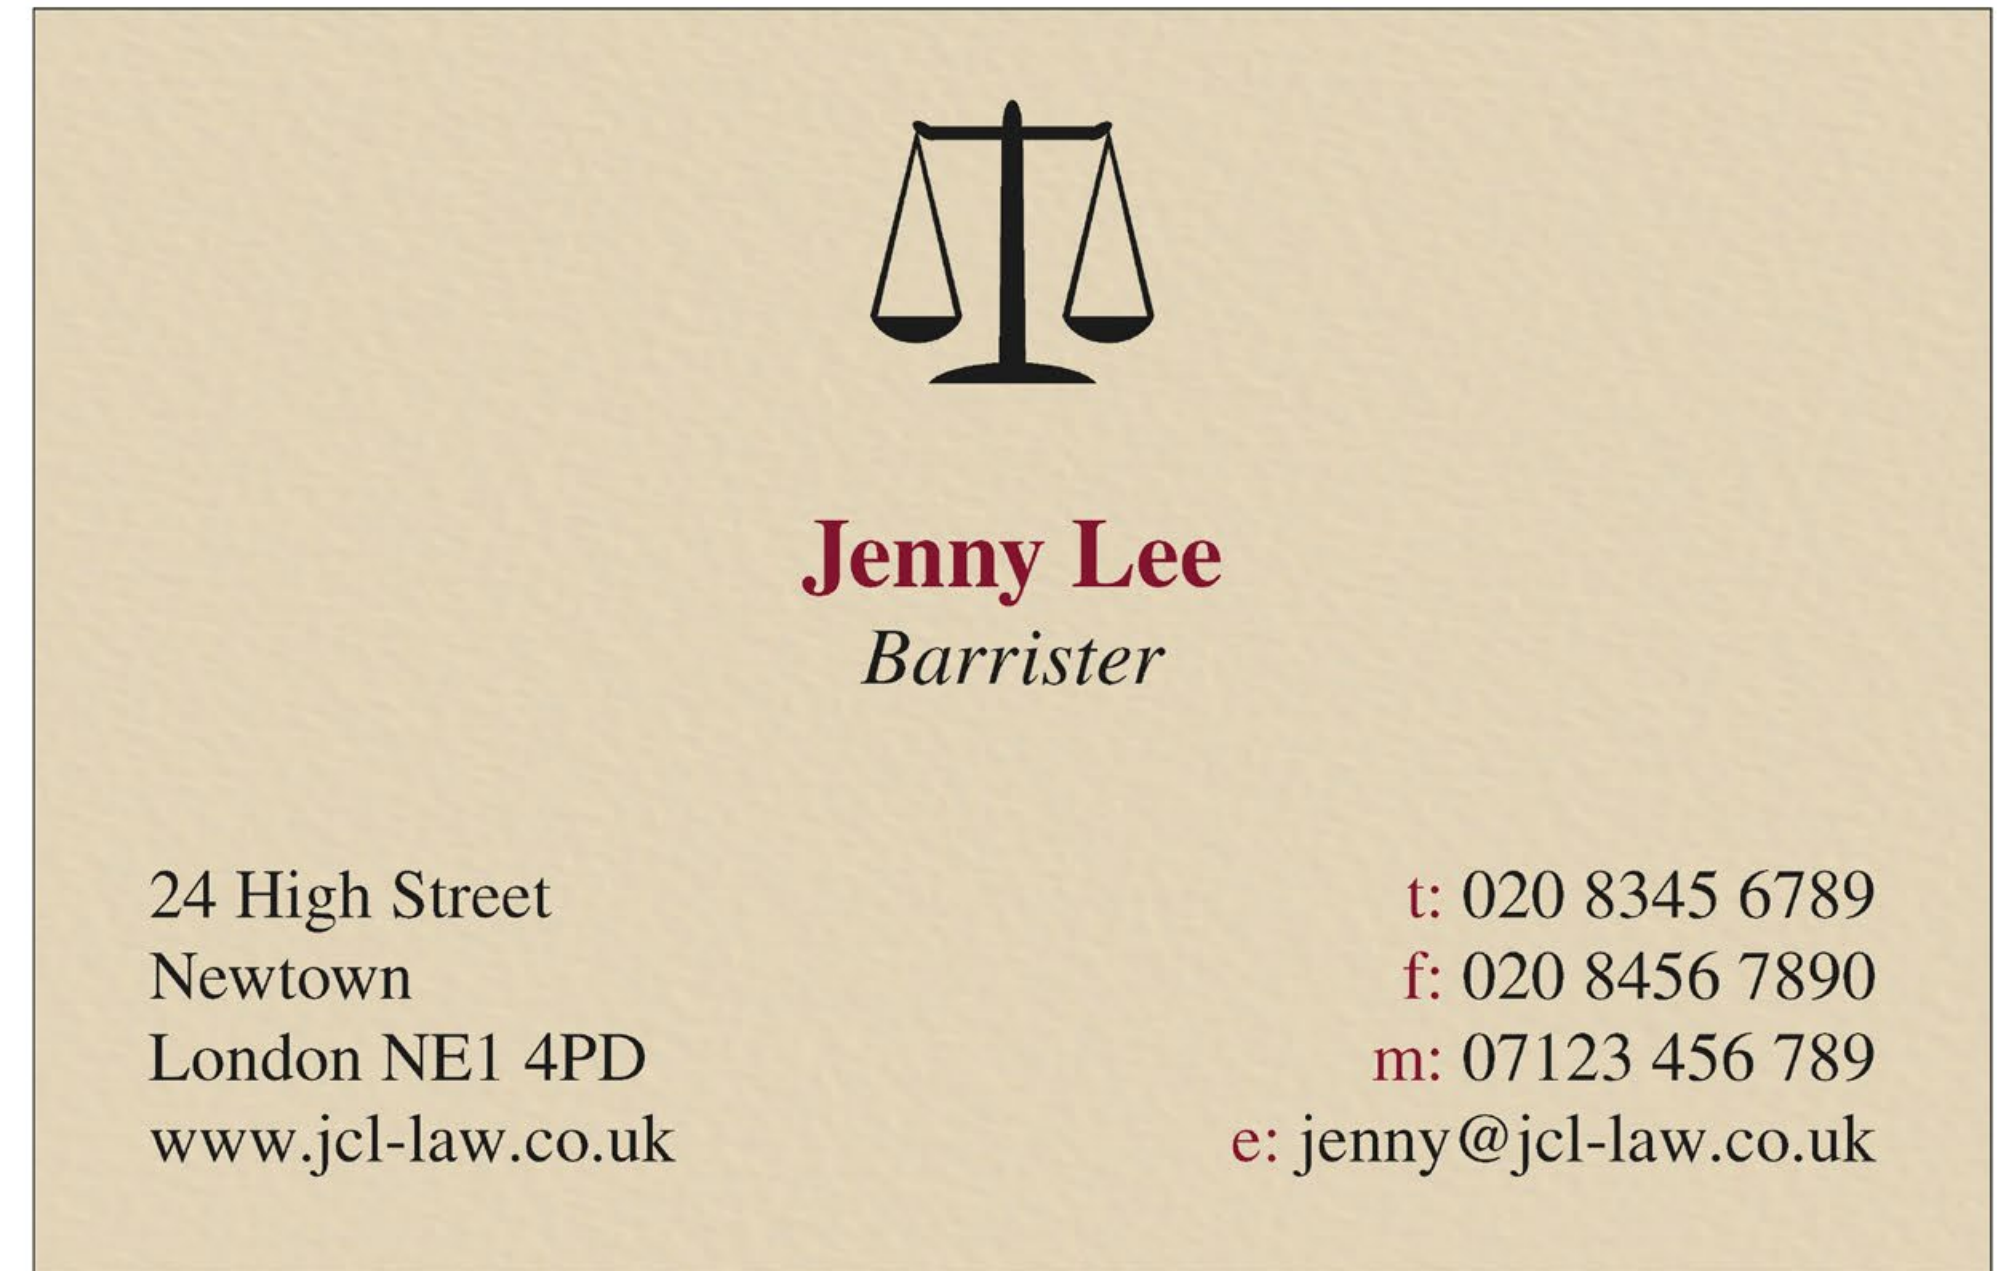 Jenny Lee
Barrister
24 High Street
Newtown
London NE1 4PD
www.jcl-law.co.uk
t: 020 8345 6789
f: 020 8456 7890
m: 07123 456 789
e: jenny@jcl-law.co.uk